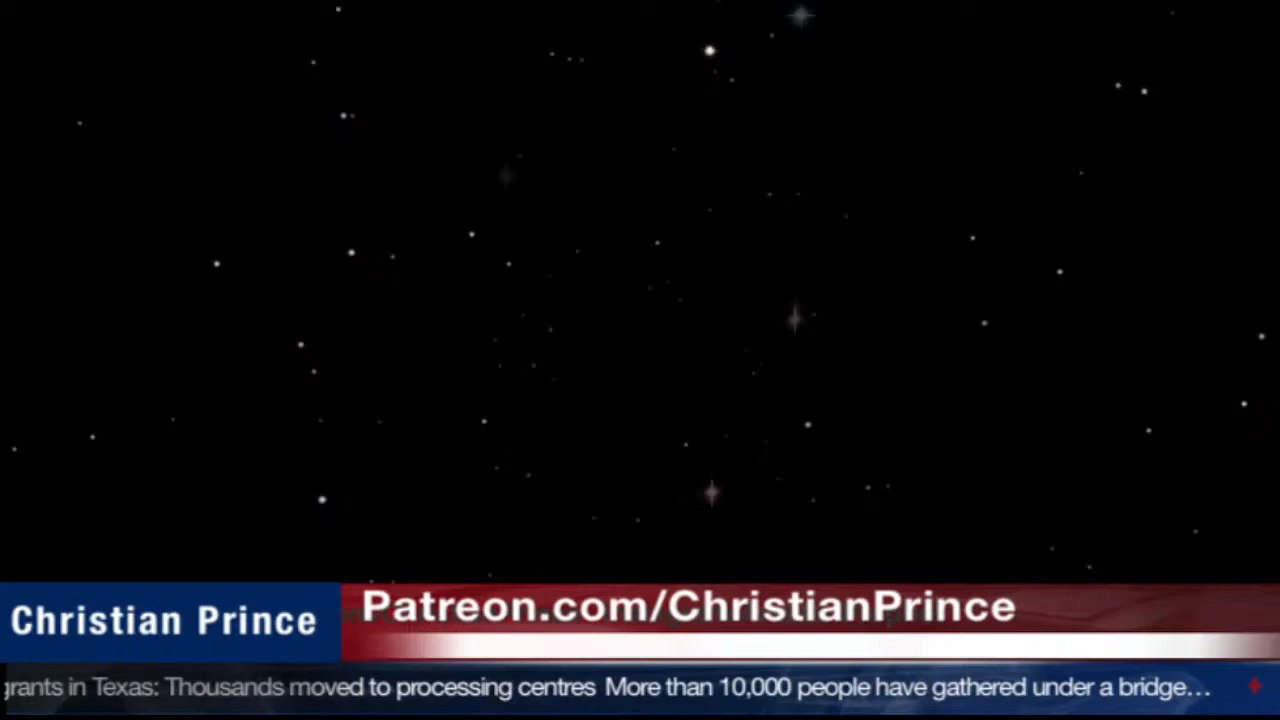 Patreon.com/ChristianPrince
Christian Prince
grants in Texas: Thousands moved to processing centres More than 10,000 people have gathered under a bridge…